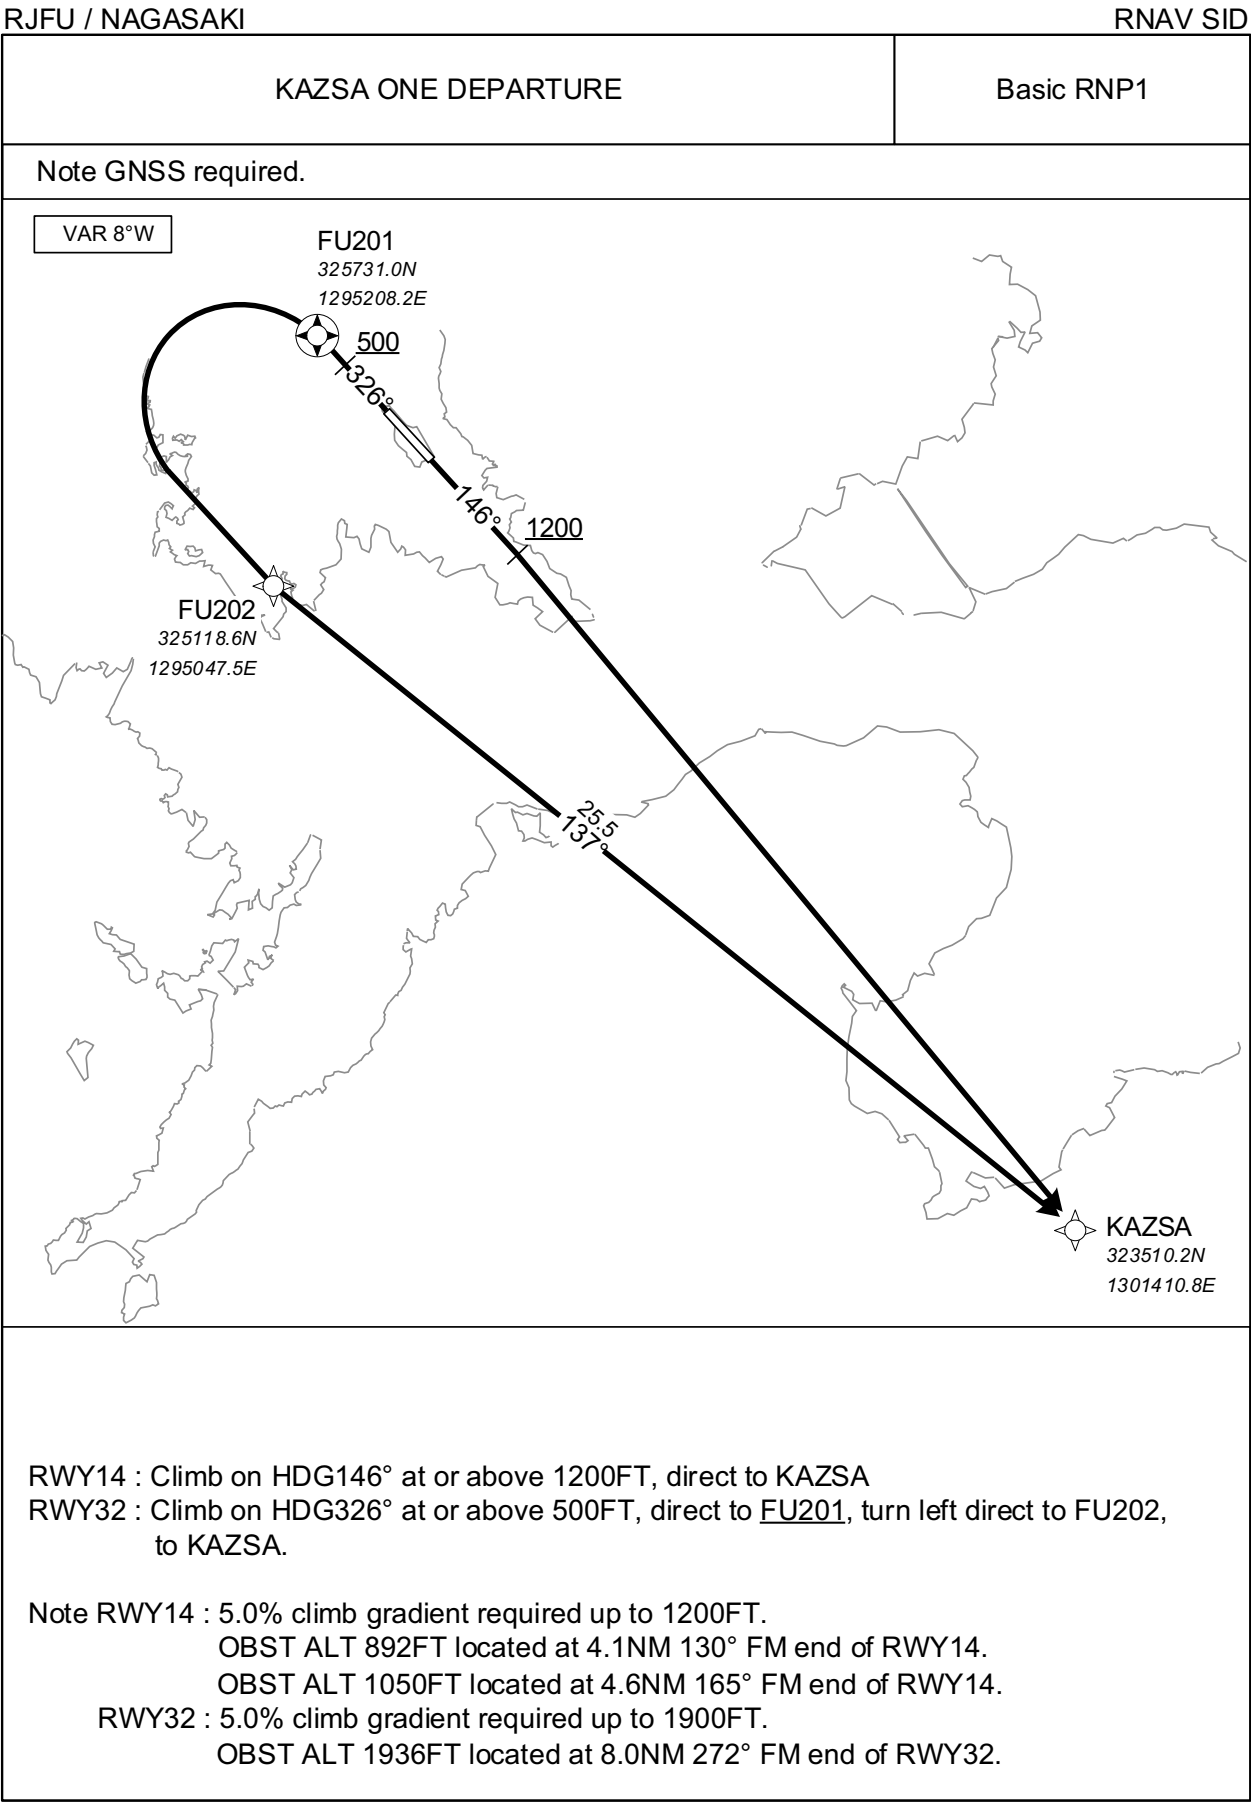 RJFU / NAGASAKI
RNAV SID
KAZSA ONE DEPARTURE
Basic RNP1
Note GNSS required.
VAR 8°W
FU201
325731.0N
1295208.2E
500
326°
146°
1200
FU202
325118.6N
1295047.5E
25.5
137°
KAZSA
323510.2N
1301410.8E
RWY14 : Climb on HDG146° at or above 1200FT, direct to KAZSA
RWY32 : Climb on HDG326° at or above 500FT, direct to FU201, turn left direct to FU202,
to KAZSA.
Note RWY14 : 5.0% climb gradient required up to 1200FT.
OBST ALT 892FT located at 4.1NM 130° FM end of RWY14.
OBST ALT 1050FT located at 4.6NM 165° FM end of RWY14.
RWY32 : 5.0% climb gradient required up to 1900FT.
OBST ALT 1936FT located at 8.0NM 272° FM end of RWY32.